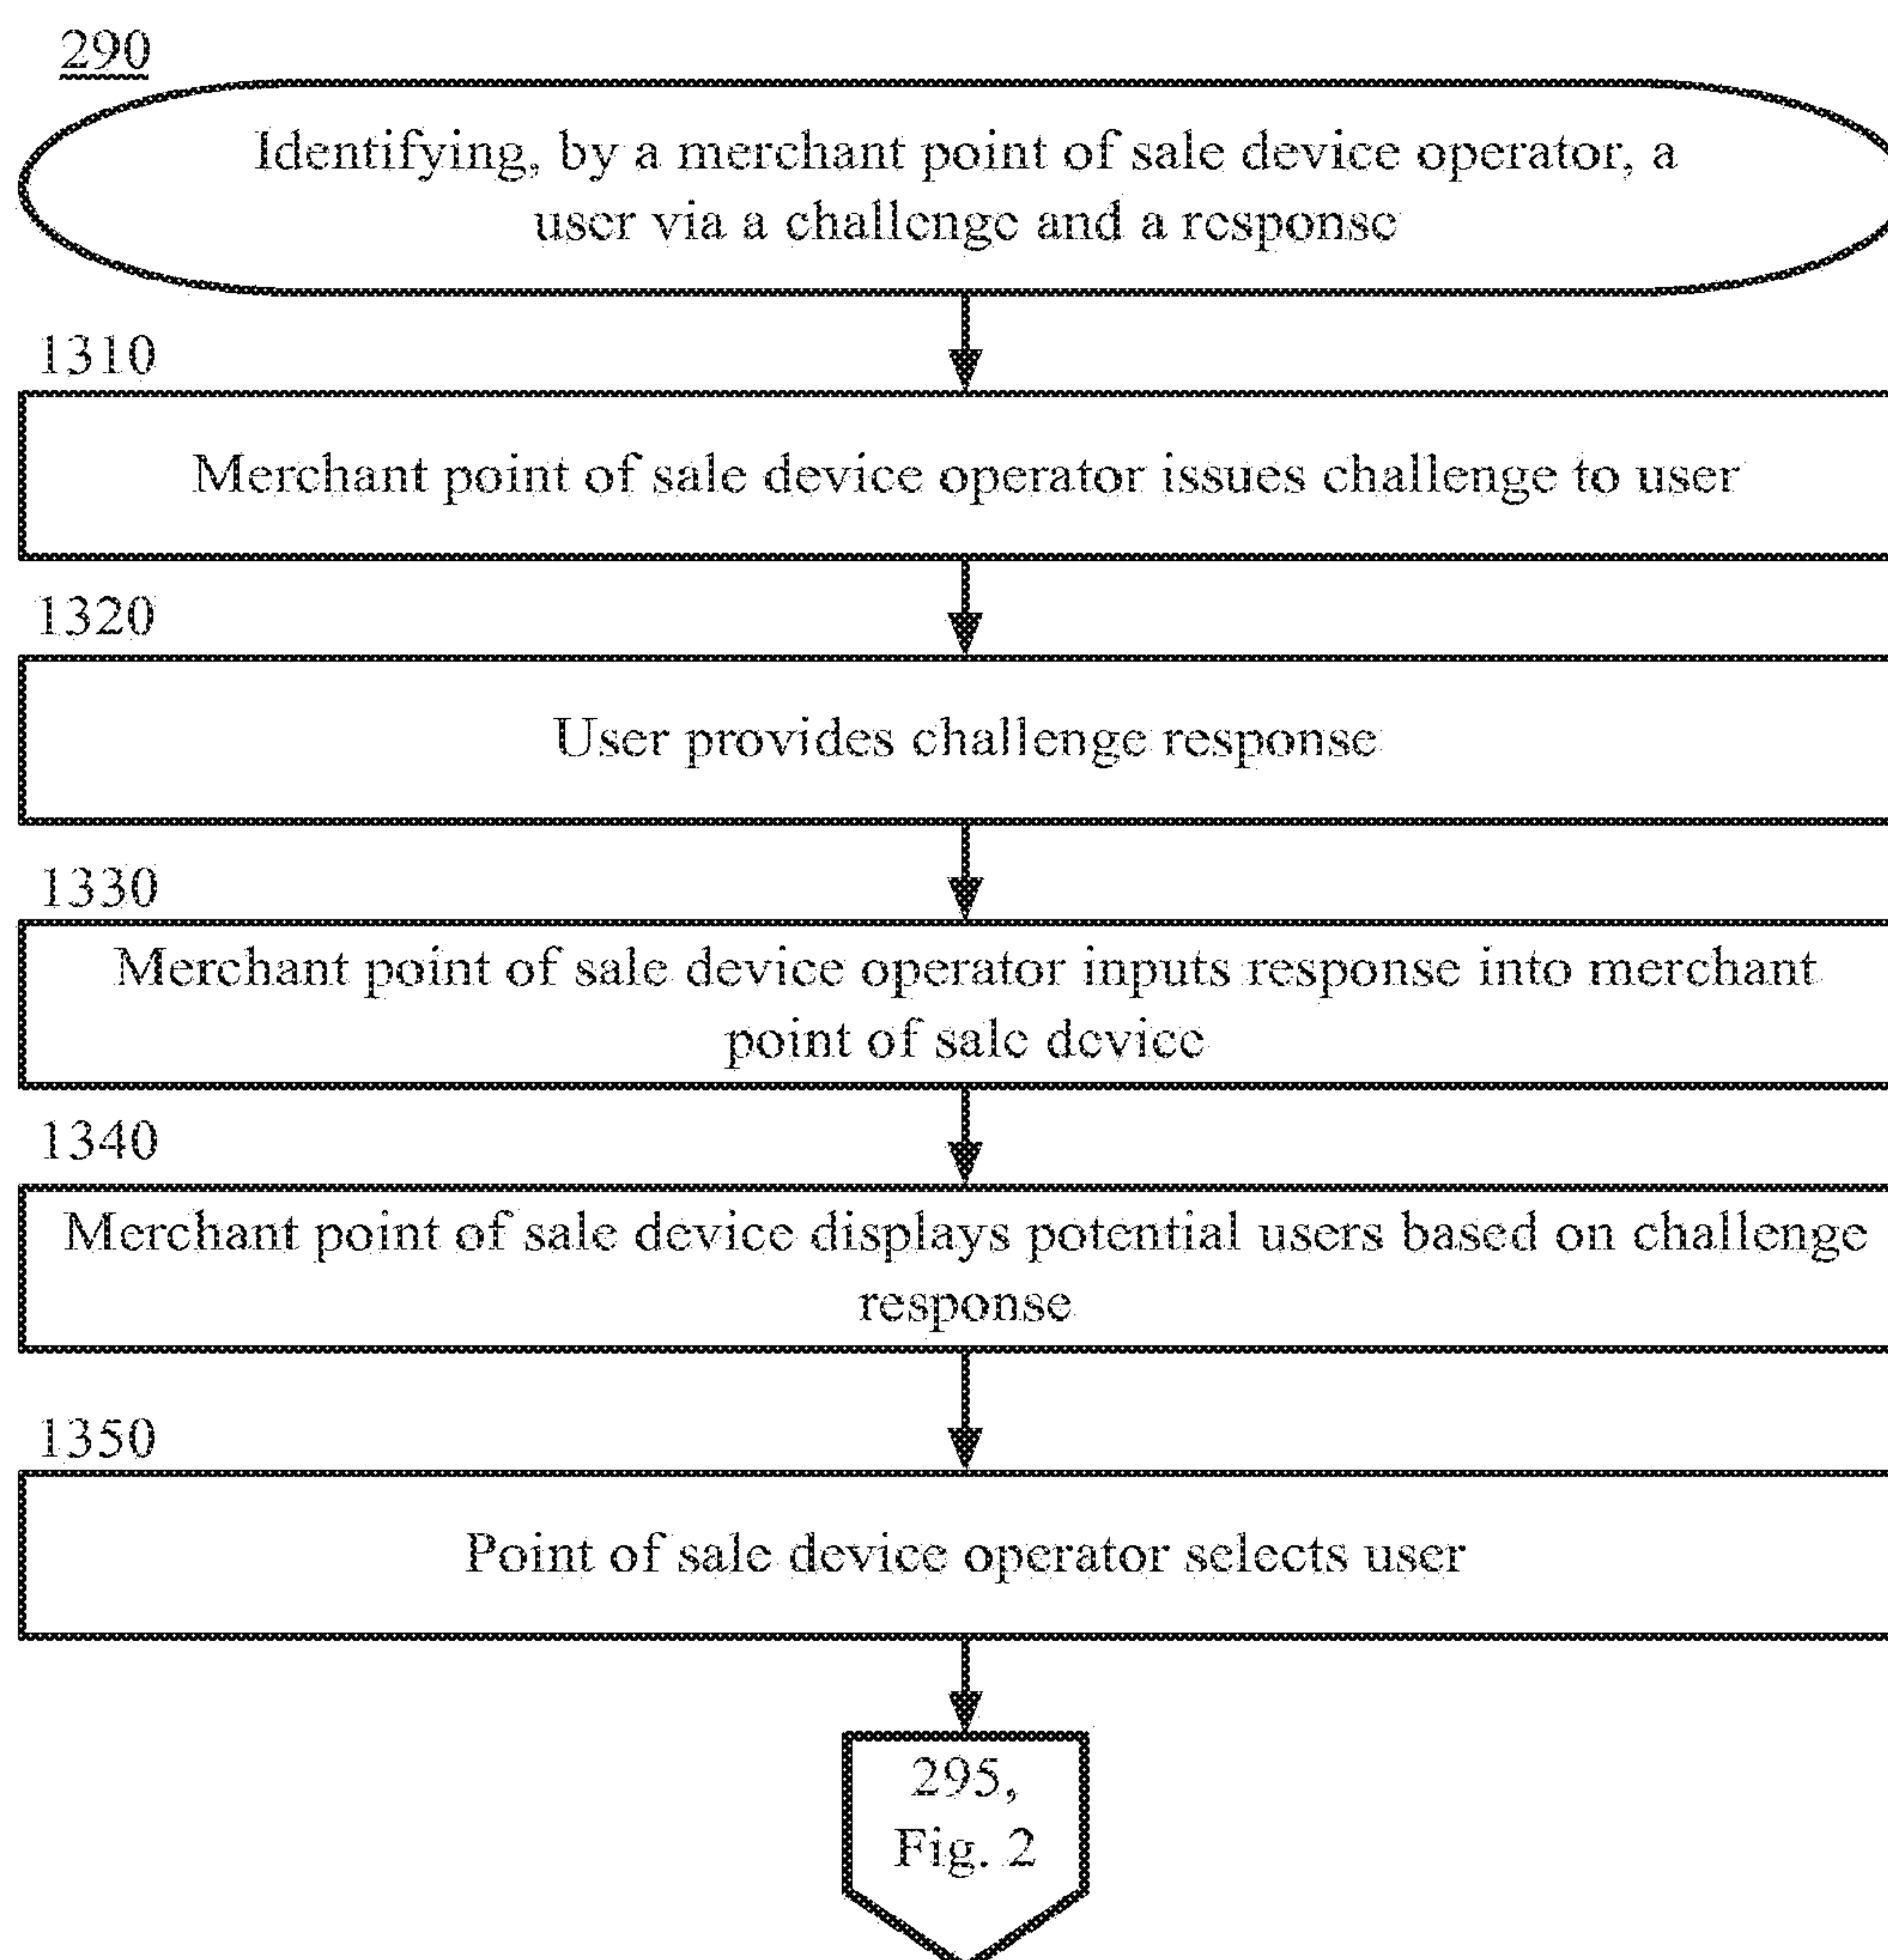 290
Identifying, by a merchant point of sale device operator, a
user via a challenge and a response
1310
Merchant point of sale device operator issues challenge to user
1320
User provides challenge response
1330
Merchant point of sale device operator inputs response into merchant
point of sale device
1340
Merchant point of sale device displays potential users based on challenge
response
1350
Point of sale device operator selects user
295,
Fig. 2